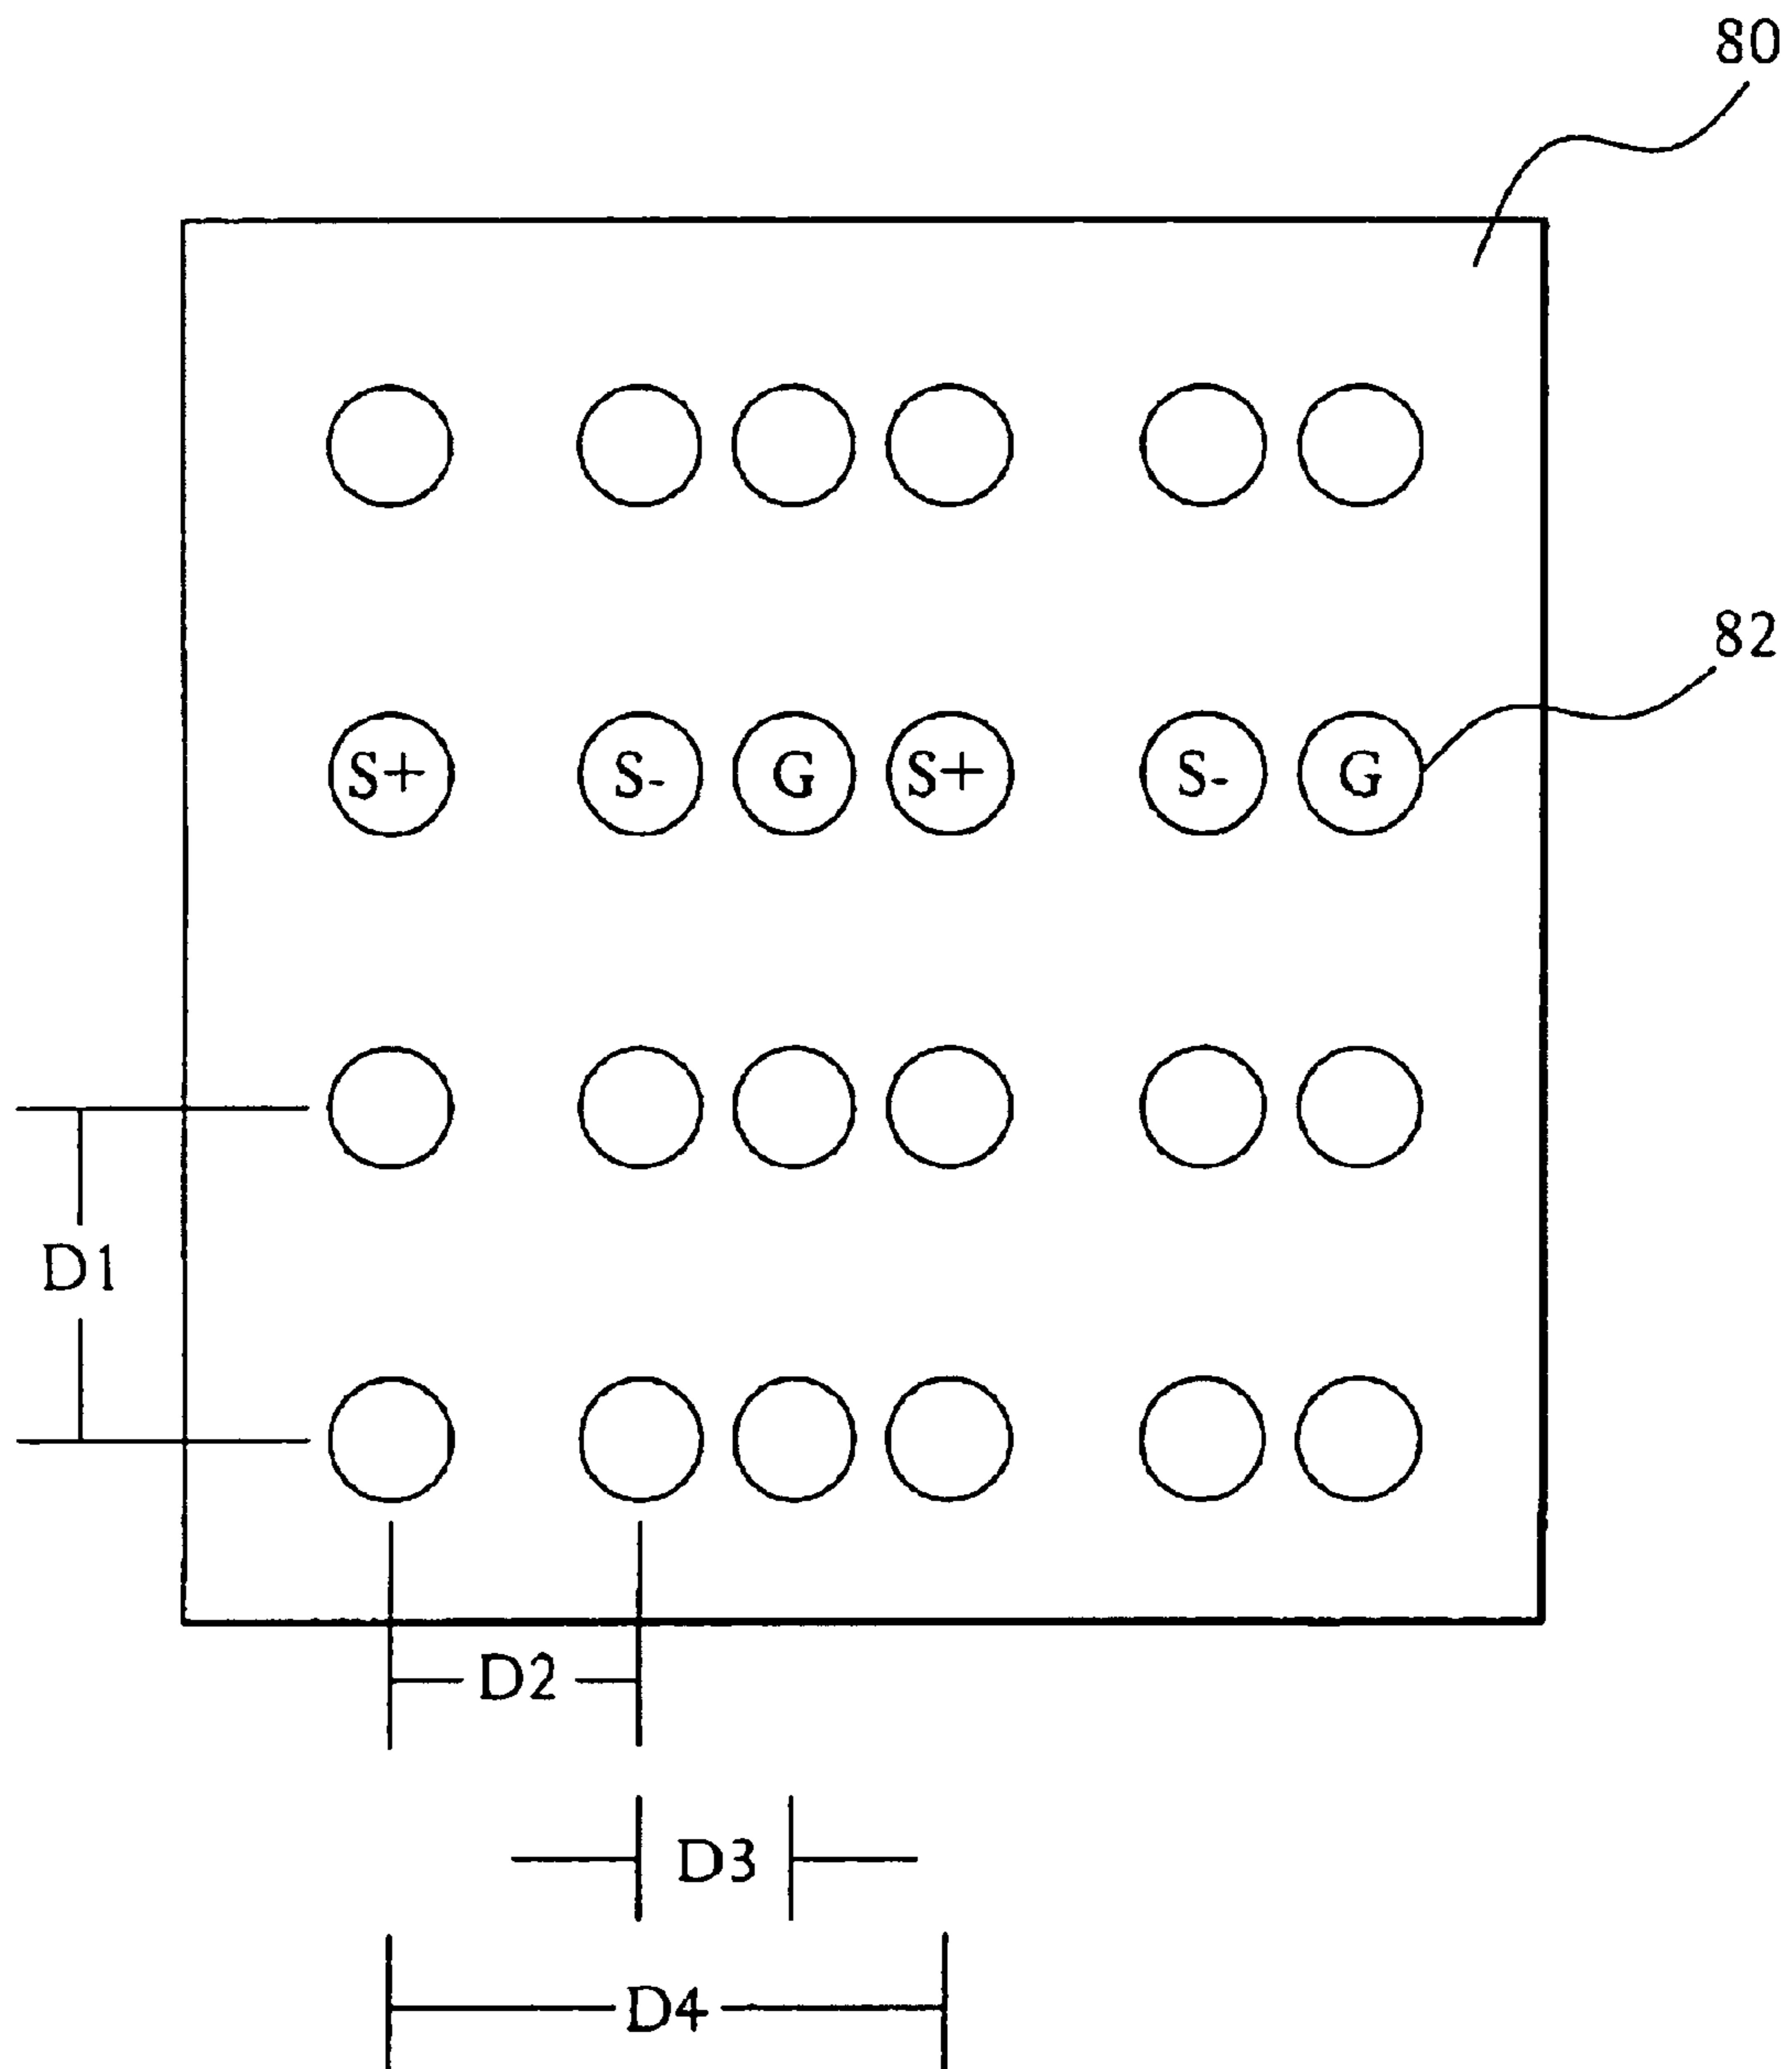 80
82
S+ S- G S+ S- G
D1
D2
D3
D4